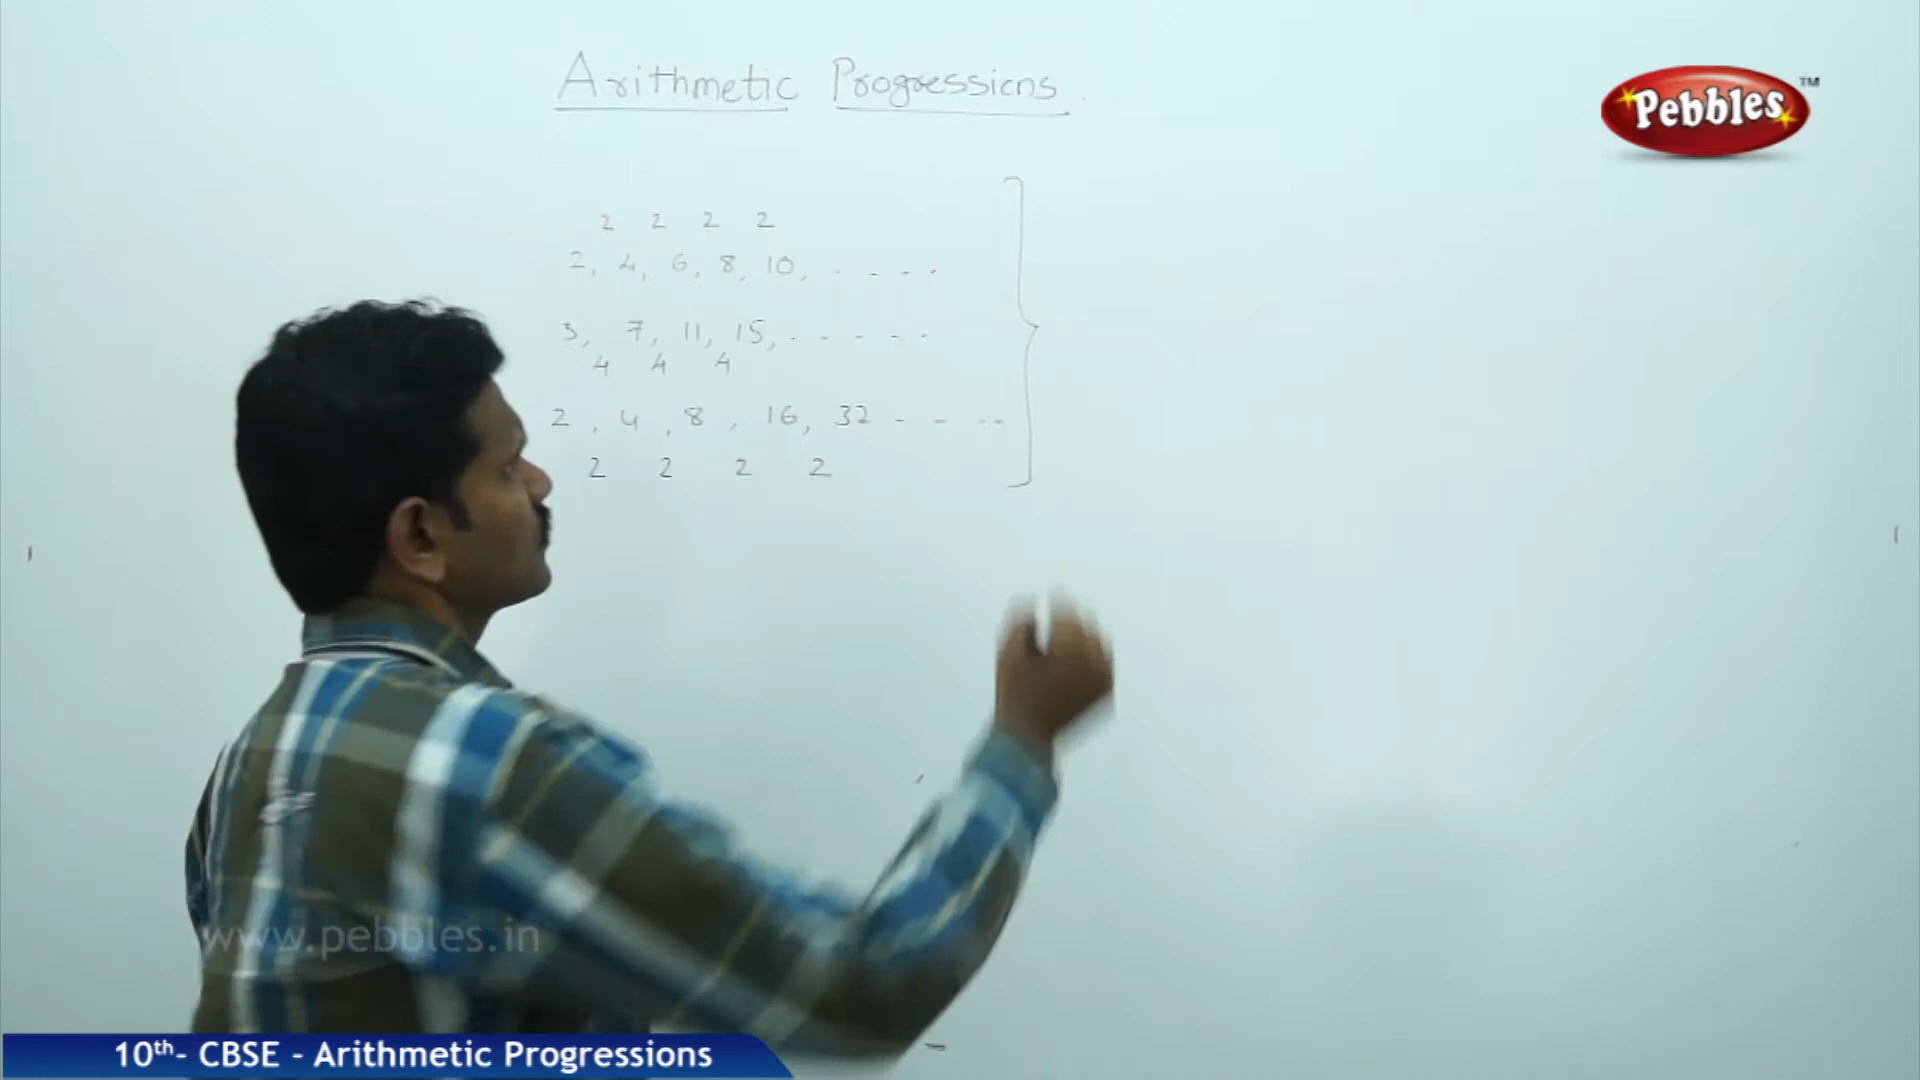 Arithmetic Progressions
Pebbles™
2 2 2 2
2, 4, 6, 8, 10, . - - .
3, 7, 11, 15, - - - - -
4 4 4
2 , 4 , 8 , 16, 32 - - --
2 2 2 2
www.pebbles.in
10th- CBSE - Arithmetic Progressions